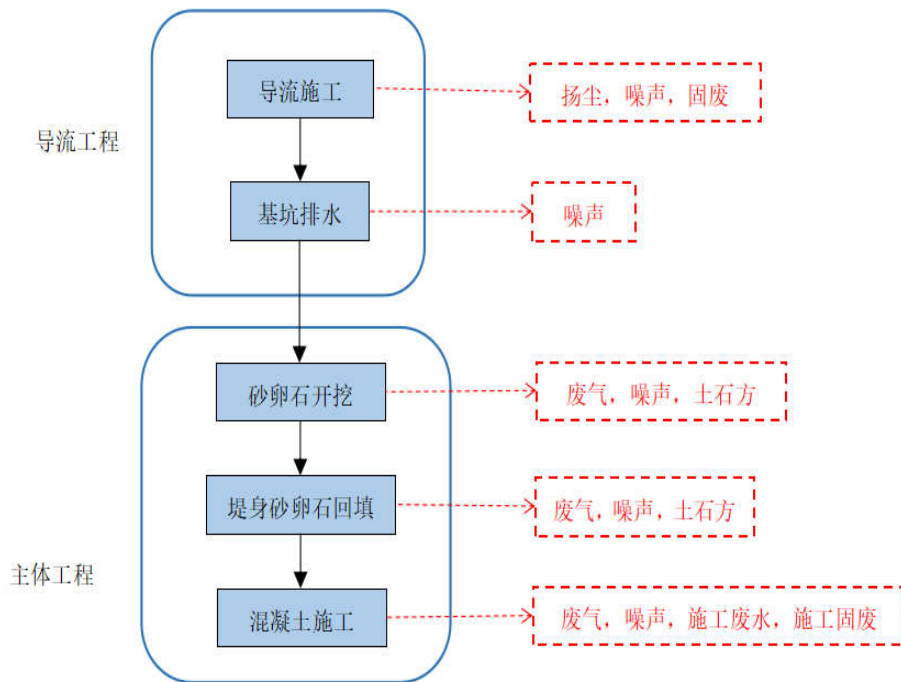 导流施工
扬尘，噪声，固废
导流工程
基坑排水
噪声
砂卵石开挖
废气，噪声，土石方
堤身砂卵石回填
废气，噪声，土石方
主体工程
混凝土施工
废气，噪声，施工废水，施工固废